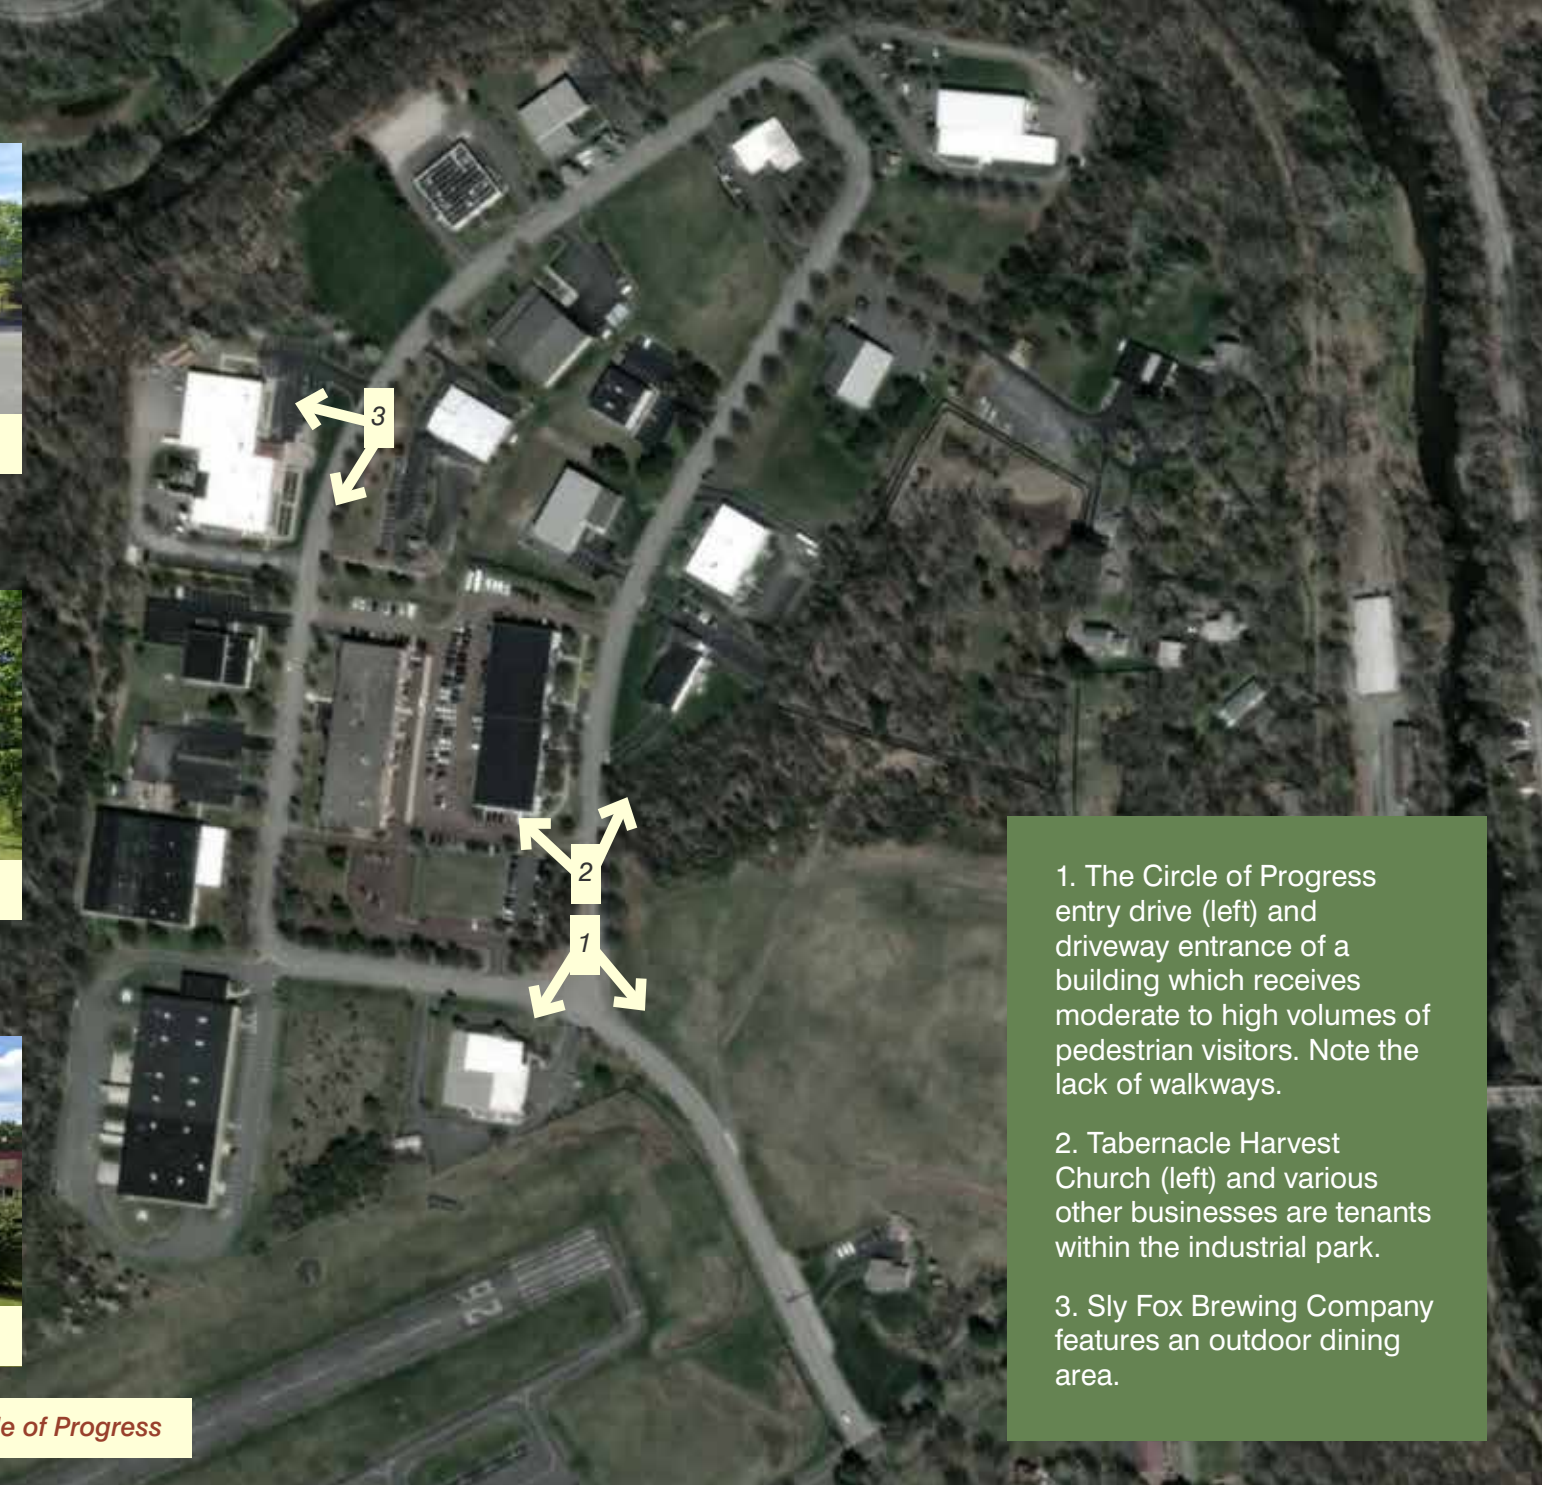 3
2
1
1. The Circle of Progress
entry drive (left) and
driveway entrance of a
building which receives
moderate to high volumes of
pedestrian visitors. Note the
lack of walkways.
2. Tabernacle Harvest
Church (left) and various
other businesses are tenants
within the industrial park.
3. Sly Fox Brewing Company
features an outdoor dining
area.
25
of Progress